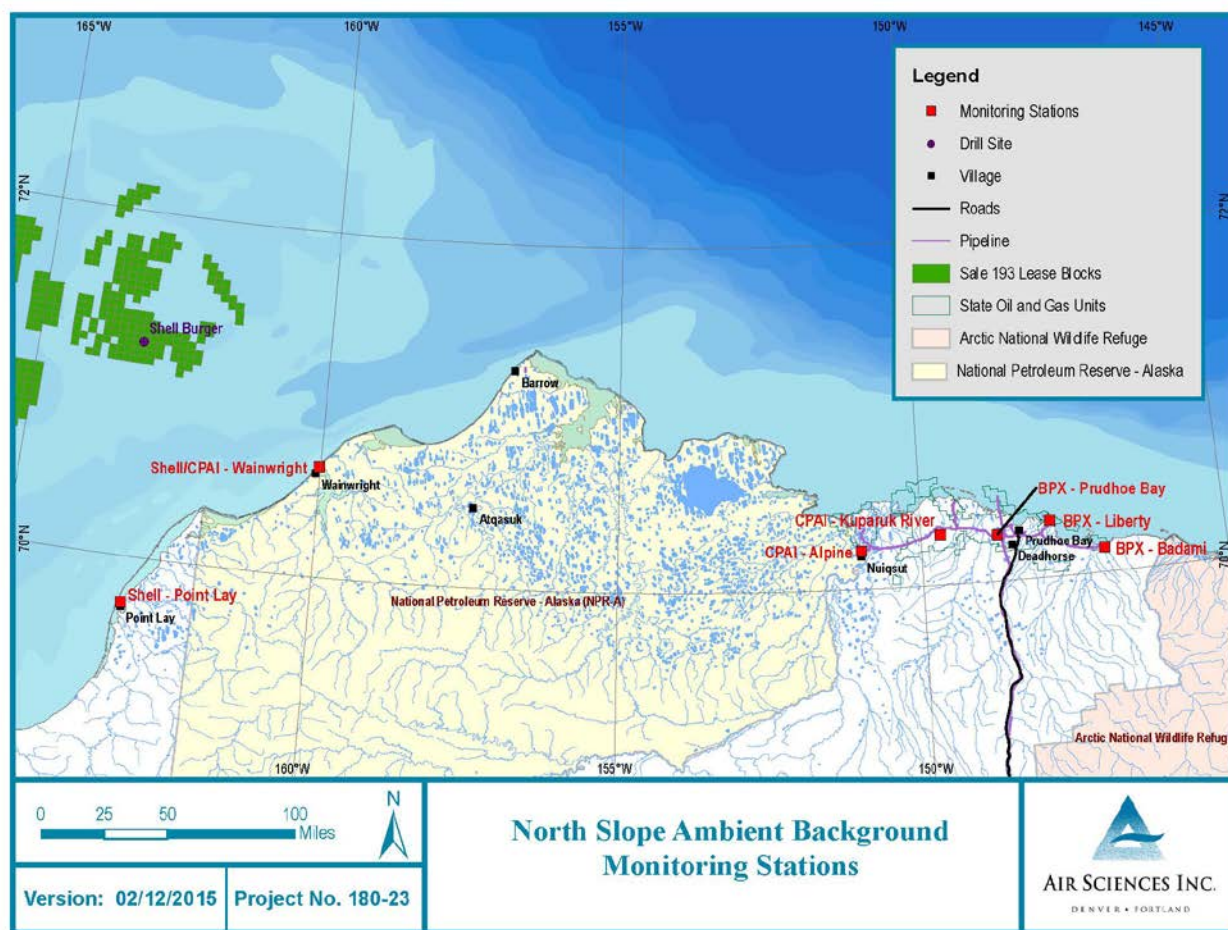 165°W
160°W
155°W
150°W
145°W
Legend
Monitoring Stations
Drill Site
Village
Roads
Pipeline
Sale 193 Lease Blocks
State Oil and Gas Units
Arctic National Wildlife Refuge
National Petroleum Reserve - Alaska
72°N
72°N
Shell Burger
Barrow
Shell/CPAI - Wainwright
Wainwright
Atqasuk
BPX - Prudhoe Bay
CPAI - Kuparuk River
BPX - Liberty
Prudhoe Bay
Deadhorse
BPX - Badami
CPAI - Alpine
Nuiqsut
70°N
70°N
Shell - Point Lay
Point Lay
National Petroleum Reserve - Alaska (NPR-A)
Arctic National Wildlife Refug
160°W
155°W
150°W
0 25 50 100
Miles
N
North Slope Ambient Background
Monitoring Stations
Version: 02/12/2015
Project No. 180-23
AIR SCIENCES INC.
DENVER • PORTLAND